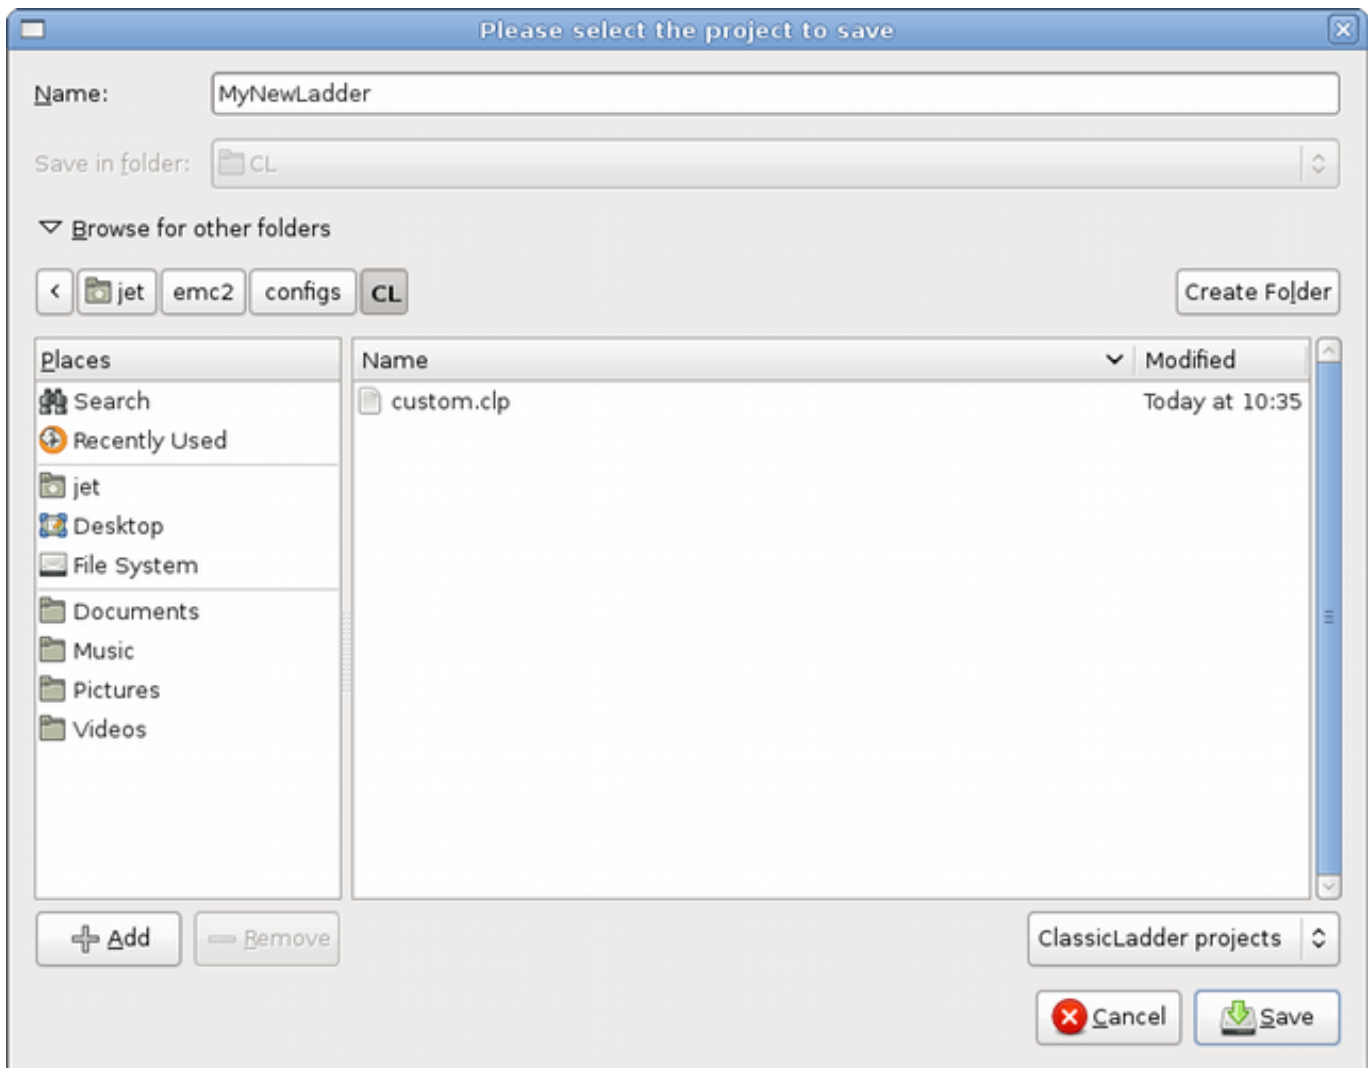 Please select the project to save
Name: MyNewLadder
Save in folder: CL
Browse for other folders
< jet emc2 configs CL Create Folder
Places Name Modified
Search custom.clp Today at 10:35
Recently Used
jet
Desktop
File System
Documents
Music
Pictures
Videos
Add Remove ClassicLadder projects
Cancel Save